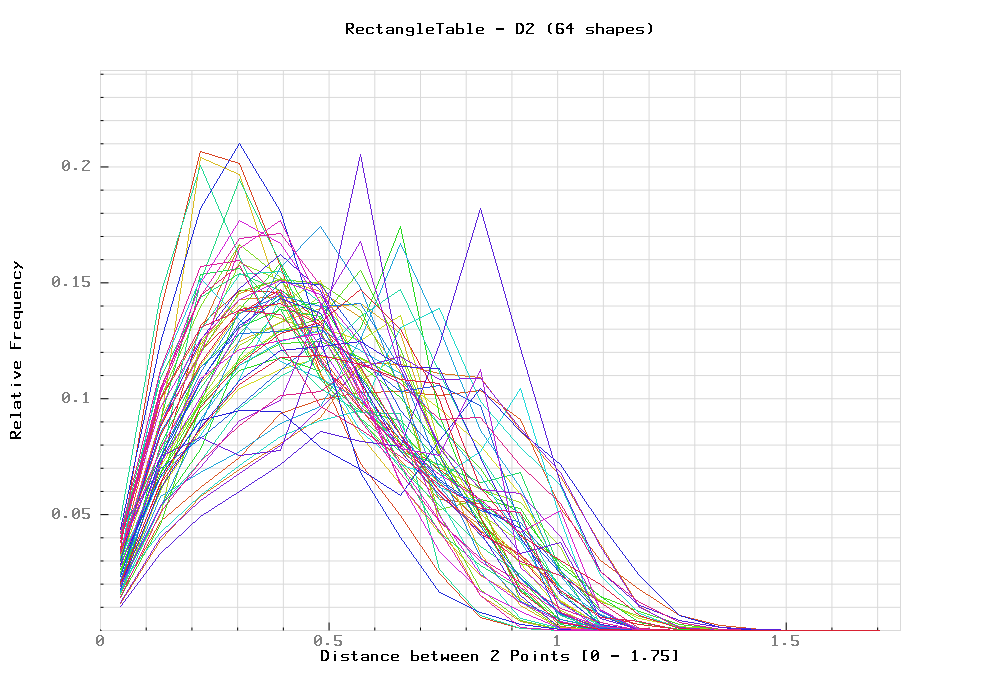 RectangleTable - D2 (64 shapes)
0.2
0.15
0.1
0.05
0
0.5
1
1.5
Relative Frequency
Distance between 2 Points [0 - 1.75]